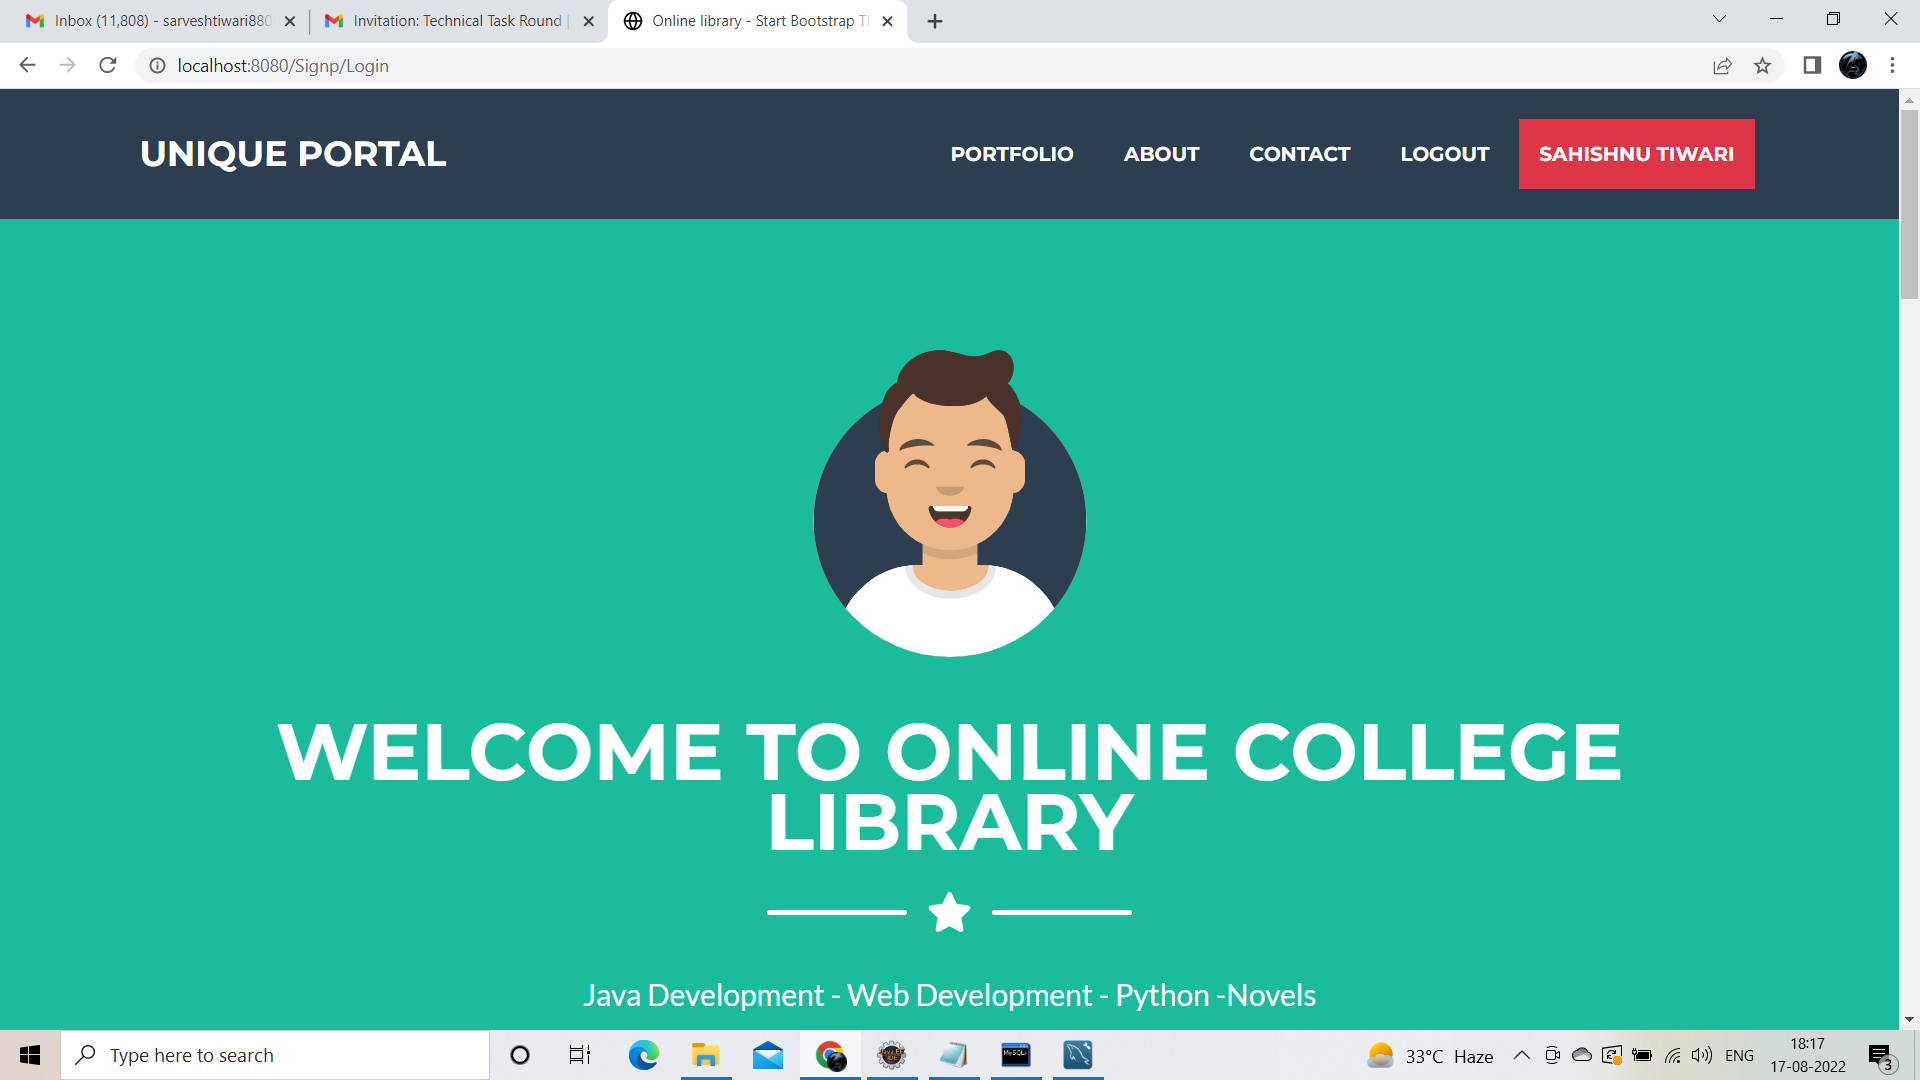 Inbox (11,808) - sarveshtiwari880
Invitation: Technical Task Round |
Online library - Start Bootstrap Th
localhost:8080/Signp/Login
UNIQUE PORTAL
PORTFOLIO
ABOUT
CONTACT
LOGOUT
SAHISHNU TIWARI
WELCOME TO ONLINE COLLEGE
LIBRARY
Java Development - Web Development - Python -Novels
Type here to search
33°C Haze
ENG
18:17
17-08-2022
3